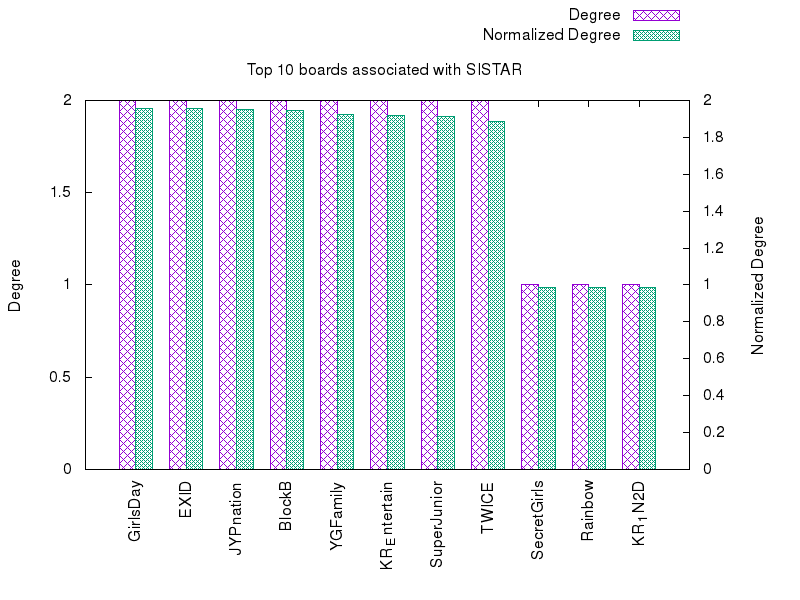 Degree
Normalized Degree
Top 10 boards associated with SISTAR
2
1.5
1
0.5
0
2
1.8
1.6
1.4
1.2
1
0.8
0.6
0.4
0.2
0
Degree
Normalized Degree
GirlsDay
EXID
JYPnation
BlockB
YGFamily
KREntertain
SuperJunior
TWICE
SecretGirls
Rainbow
KR1N2D